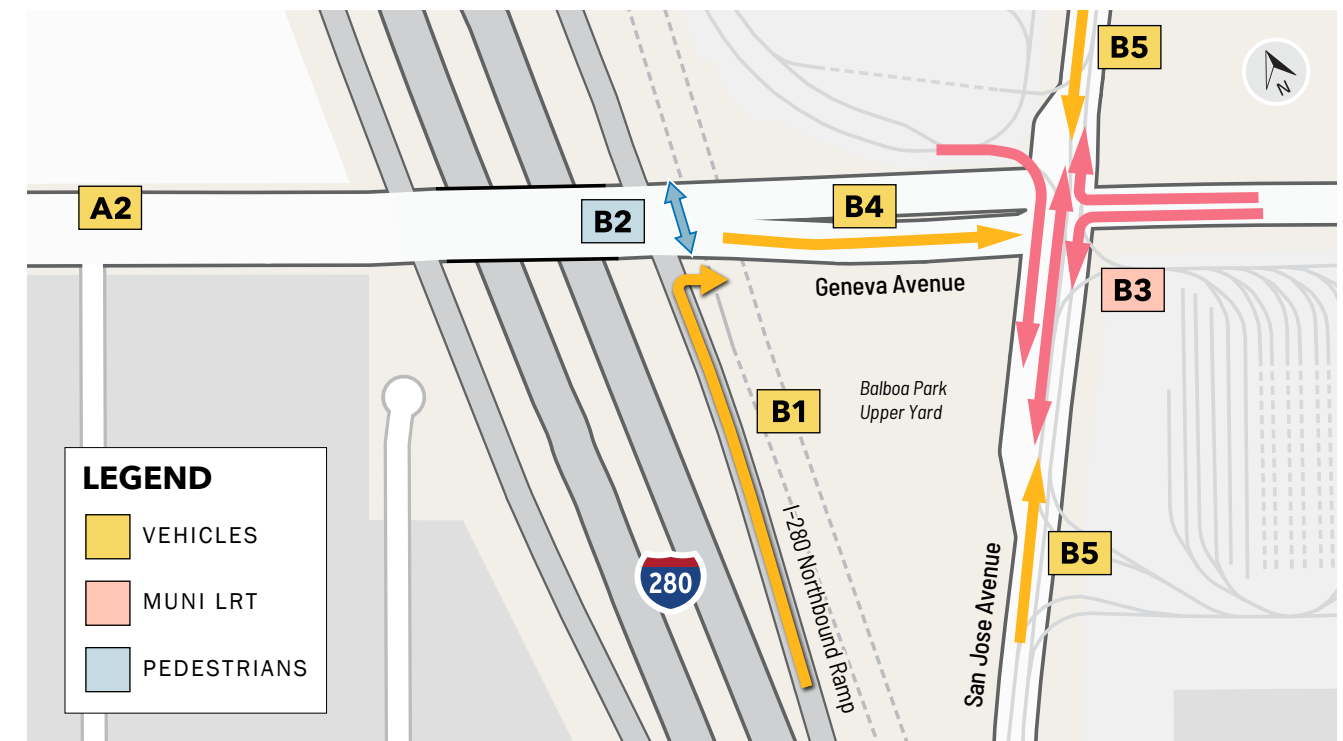 B5
N
A2
B2
B4
Geneva Avenue
B3
Balboa Park
Upper Yard
B1
LEGEND
VEHICLES
MUNI LRT
PEDESTRIANS
280
I-280 Northbound Ramp
San Jose Avenue
B5